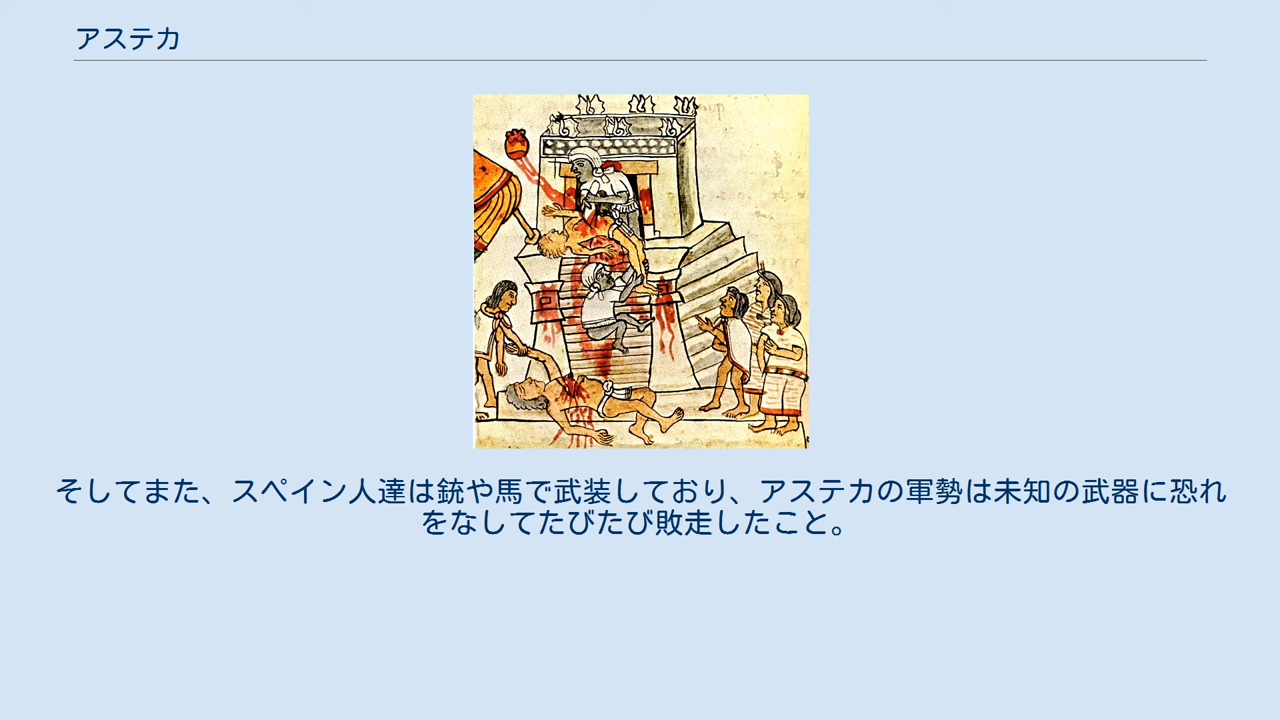 アステカ
そしてまた、スペイン人達は銃や馬で武装しており、アステカの軍勢は未知の武器に恐れ
をなしてたびたび敗走したこと。